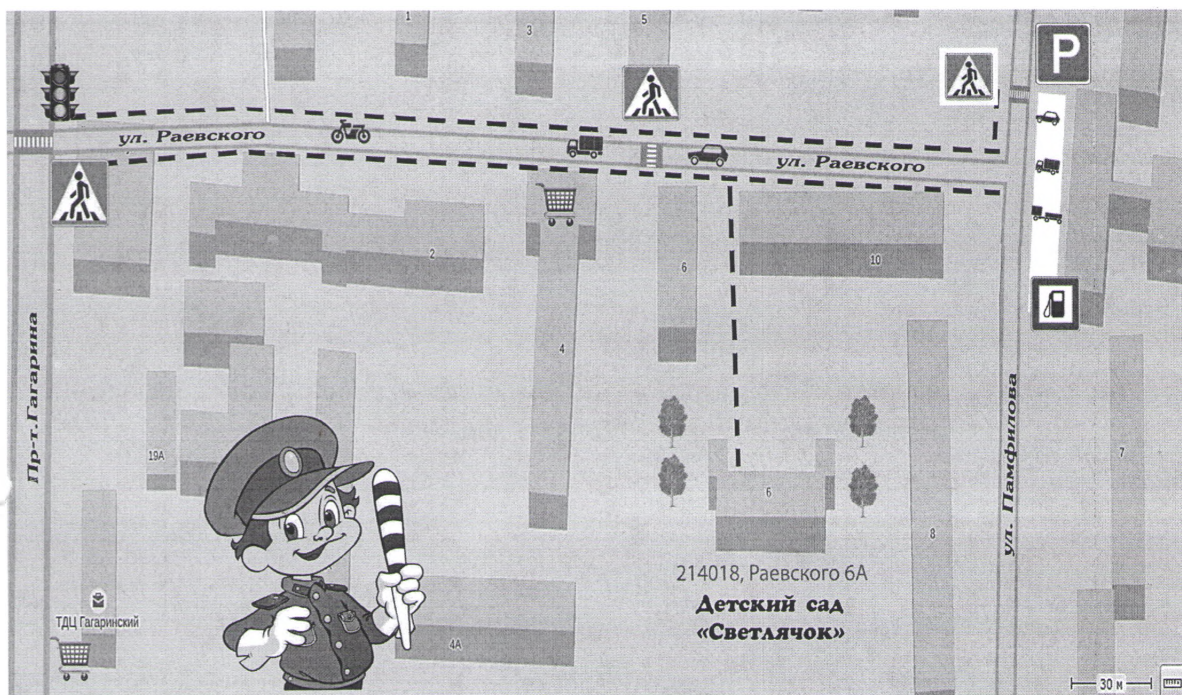 1
3
5
P
ул. Раевского
ул. Раевского
2
6
10
4
Пр-т.Гагарина
ул. Памфилова
19А
7
6
8
214018, Раевского 6А
Детский сад
«Светлячок»
ТДЦ Гагаринский
4А
30 м